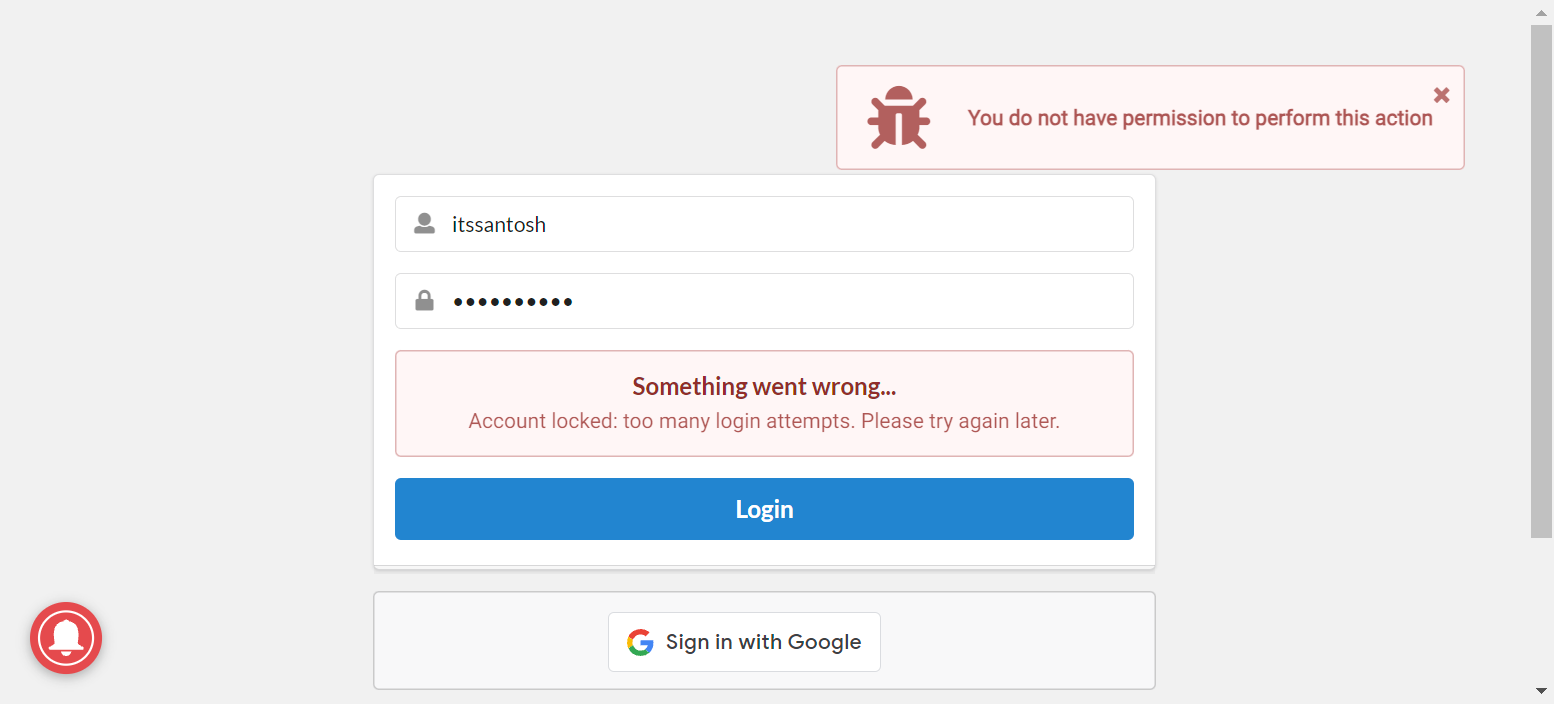 You do not have permission to perform this action
itssantosh
••••••••••
Something went wrong...
Account locked: too many login attempts. Please try again later.
Login
Sign in with Google